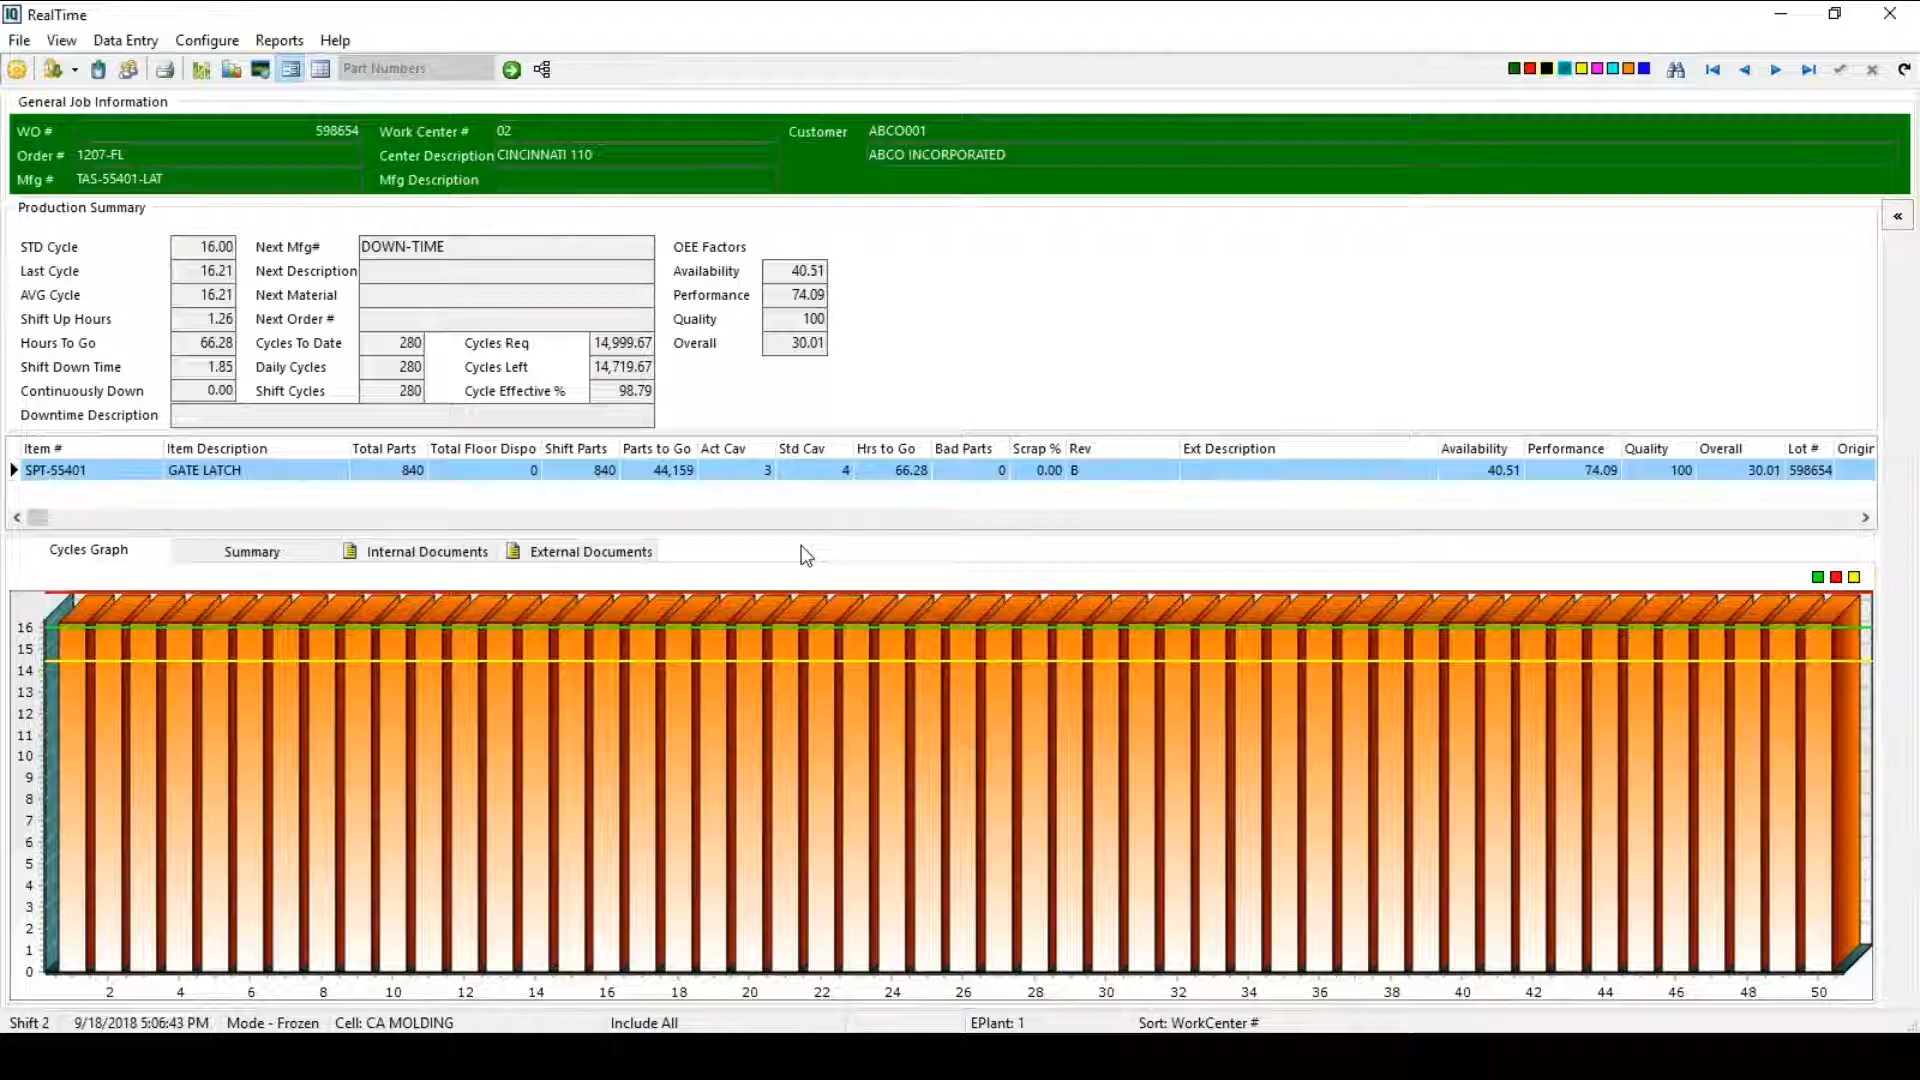 RealTime
File View Data Entry Configure Reports Help
Part Numbers
General Job Information
WO # 598654 Work Center # 02 Customer ABCO001
Order # 1207-FL Center Description CINCINNATI 110 ABCO INCORPORATED
Mfg # TAS-55401-LAT Mfg Description
Production Summary
STD Cycle 16.00 Next Mfg# DOWN-TIME OEE Factors
Last Cycle 16.21 Next Description Availability 40.51
AVG Cycle 16.21 Next Material Performance 74.09
Shift Up Hours 1.26 Next Order # Quality 100
Hours To Go 66.28 Cycles To Date 280 Cycles Req 14,999.67 Overall 30.01
Shift Down Time 1.85 Daily Cycles 280 Cycles Left 14,719.67
Continuously Down 0.00 Shift Cycles 280 Cycle Effective % 98.79
Downtime Description
Item # Item Description Total Parts Total Floor Dispo Shift Parts Parts to Go Act Cav Std Cav Hrs to Go Bad Parts Scrap % Rev Ext Description Availability Performance Quality Overall Lot # Origin
SPT-55401 GATE LATCH 840 0 840 44,159 3 4 66.28 0 0.00 B 40.51 74.09 100 30.01 598654
Cycles Graph Summary Internal Documents External Documents
16
15
14
13
12
11
10
9
8
7
6
5
4
3
2
1
0
2 4 6 8 10 12 14 16 18 20 22 24 26 28 30 32 34 36 38 40 42 44 46 48 50
Shift 2 9/18/2018 5:06:43 PM Mode - Frozen Cell: CA MOLDING Include All EPlant: 1 Sort: WorkCenter #